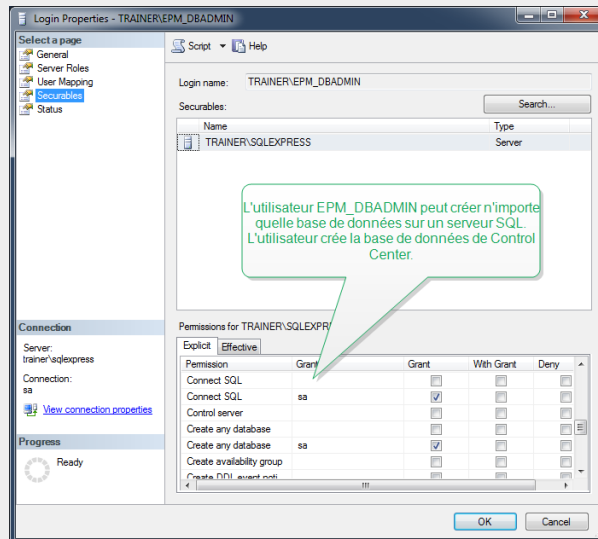 Login Properties - TRAINER\EPM_DBADMIN
Select a page
General
Server Roles
User Mapping
Securables
Status
Script
Help
Login name:
TRAINER\EPM_DBADMIN
Securables:
Search...
Name
Type
TRAINER\SQLEXPRESS
Server
L'utilisateur EPM_DBADMIN peut créer n'importe
quelle base de données sur un serveur SQL.
L'utilisateur crée la base de données de Control
Center.
Connection
Server:
trainer\sqlexpress
Connection:
sa
View connection properties
Progress
Ready
Permissions for TRAINER\SQLEXPR
Explicit
Effective
Permission
Grant
Grant
With Grant
Deny
Connect SQL
Connect SQL
sa
Control server
Create any database
Create any database
sa
Create availability group
Create DDL event noti
OK
Cancel